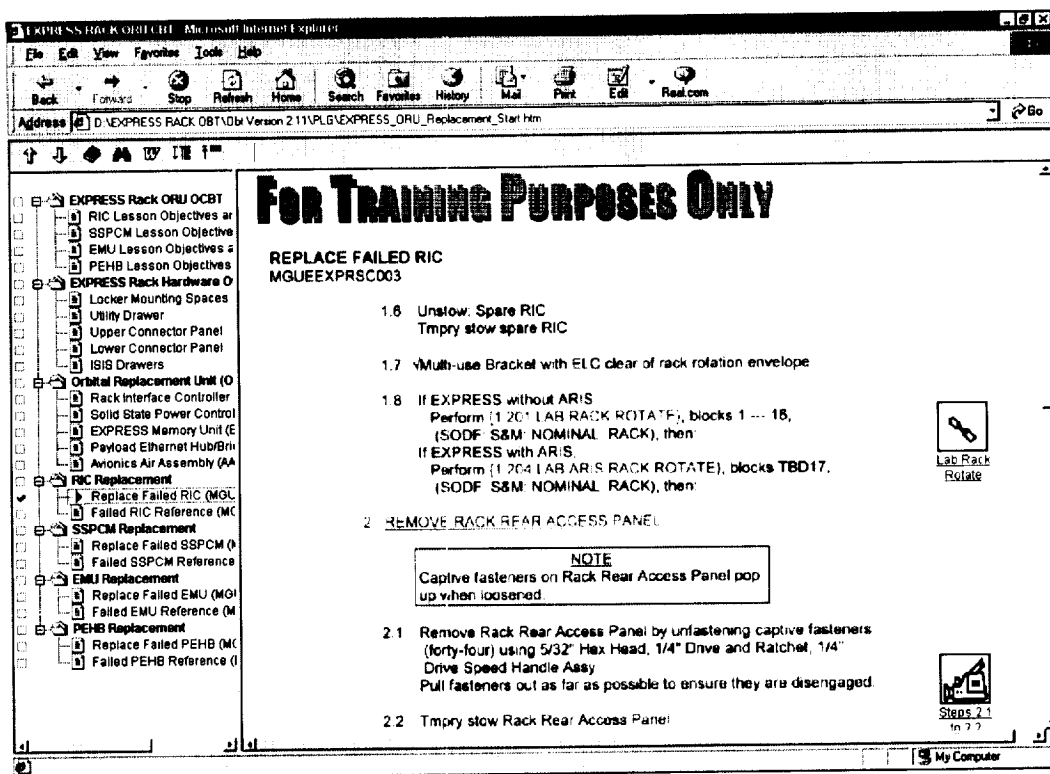 EXPRESS RACK ORU CBT - Microsoft Internet Explorer
File Edit View Favorites Tools Help
Back Forward Stop Refresh Home Search Favorites History Mail Print Edit Real.com
Address D:\EXPRESS RACK OBT\Obt Version 2 11\PLG\EXPRESS_ORU_Replacement_Start htm Go
EXPRESS Rack ORU OCBT
RIC Lesson Objectives ar
SSPCM Lesson Objective
EMU Lesson Objectives a
PEHB Lesson Objectives
EXPRESS Rack Hardware O
Locker Mounting Spaces
Utility Drawer
Upper Connector Panel
Lower Connector Panel
ISIS Drawers
Orbital Replacement Unit (O
Rack Interface Controller
Solid State Power Control
EXPRESS Memory Unit (E
Payload Ethernet Hub/Bri
Avionics Air Assembly (AA
RIC Replacement
Replace Failed RIC (MGU
Failed RIC Reference (MG
SSPCM Replacement
Replace Failed SSPCM (M
Failed SSPCM Reference
EMU Replacement
Replace Failed EMU (MGI
Failed EMU Reference (M
PEHB Replacement
Replace Failed PEHB (MG
Failed PEHB Reference (I
FOR TRAINING PURPOSES ONLY
REPLACE FAILED RIC
MGUEEXPRSC003
1.6 Unstow: Spare RIC
Tmpry stow spare RIC
1.7 √Multi-use Bracket with ELC clear of rack rotation envelope
1.8 If EXPRESS without ARIS
Perform {1.201 LAB RACK ROTATE}, blocks 1 --- 16,
(SODF: S&M: NOMINAL: RACK), then:
If EXPRESS with ARIS,
Perform {1.204 LAB ARIS RACK ROTATE}, blocks TBD17,
(SODF: S&M: NOMINAL: RACK), then:
Lab Rack
Rotate
2 REMOVE RACK REAR ACCESS PANEL
NOTE
Captive fasteners on Rack Rear Access Panel pop
up when loosened.
2.1 Remove Rack Rear Access Panel by unfastening captive fasteners
(forty-four) using 5/32" Hex Head, 1/4" Drive and Ratchet, 1/4"
Drive Speed Handle Assy
Pull fasteners out as far as possible to ensure they are disengaged.
2.2 Tmpry stow Rack Rear Access Panel
Steps 2.1
to 2.2
My Computer